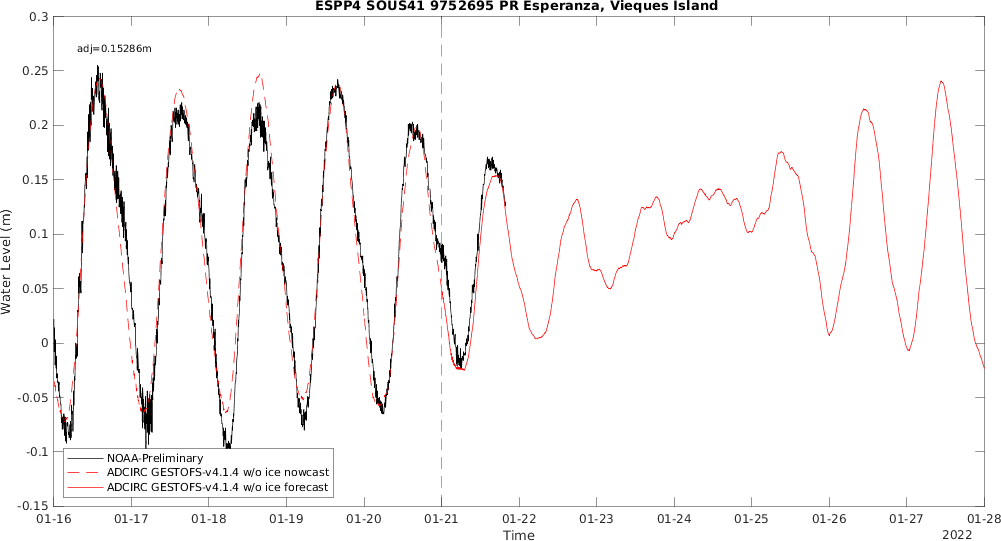 ESPP4 SOUS41 9752695 PR Esperanza, Vieques Island
0.3
adj=0.15286m
0.25
0.2
0.15
0.1
0.05
0
-0.05
-0.1
-0.15
Water Level (m)
NOAA-Preliminary
ADCIRC GESTOFS-v4.1.4 w/o ice nowcast
ADCIRC GESTOFS-v4.1.4 w/o ice forecast
01-16 01-17 01-18 01-19 01-20 01-21 01-22 01-23 01-24 01-25 01-26 01-27 01-28
Time
2022